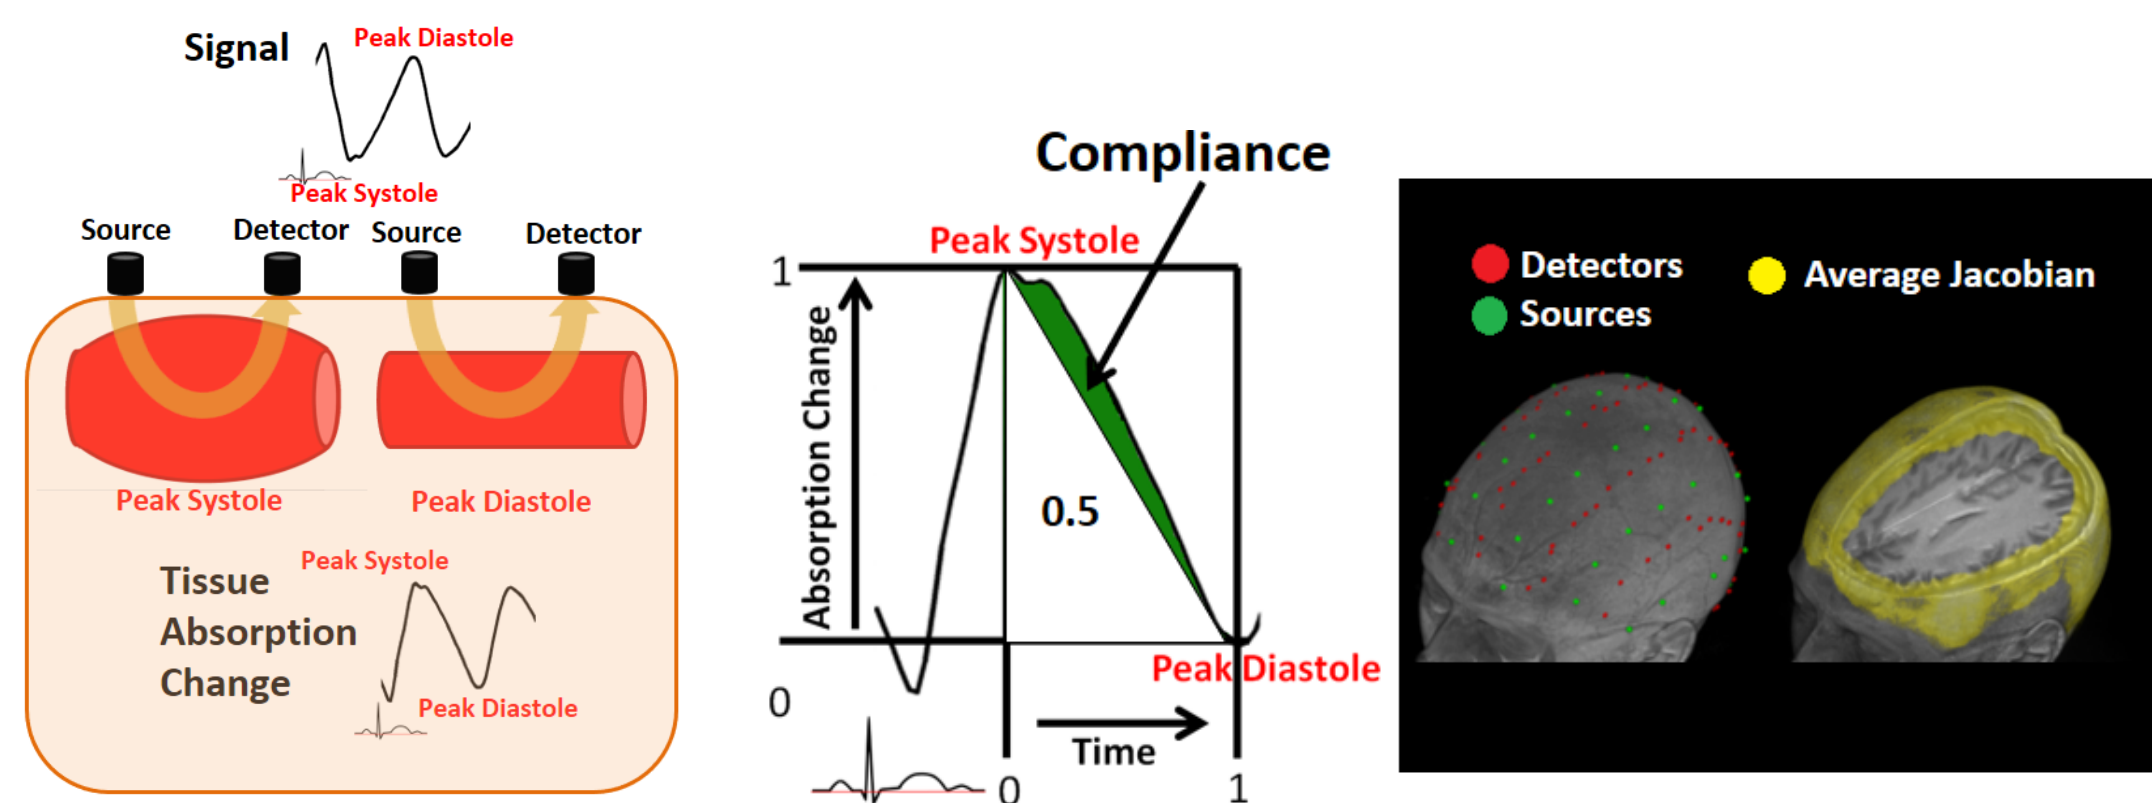 Signal
Peak Diastole
Peak Systole
Source
Detector
Source
Detector
Peak Systole
Peak Diastole
Tissue
Absorption
Change
Peak Systole
Peak Diastole
Compliance
Peak Systole
1
Absorption Change
0.5
Peak Diastole
0
Time
0
1
Detectors
Sources
Average Jacobian